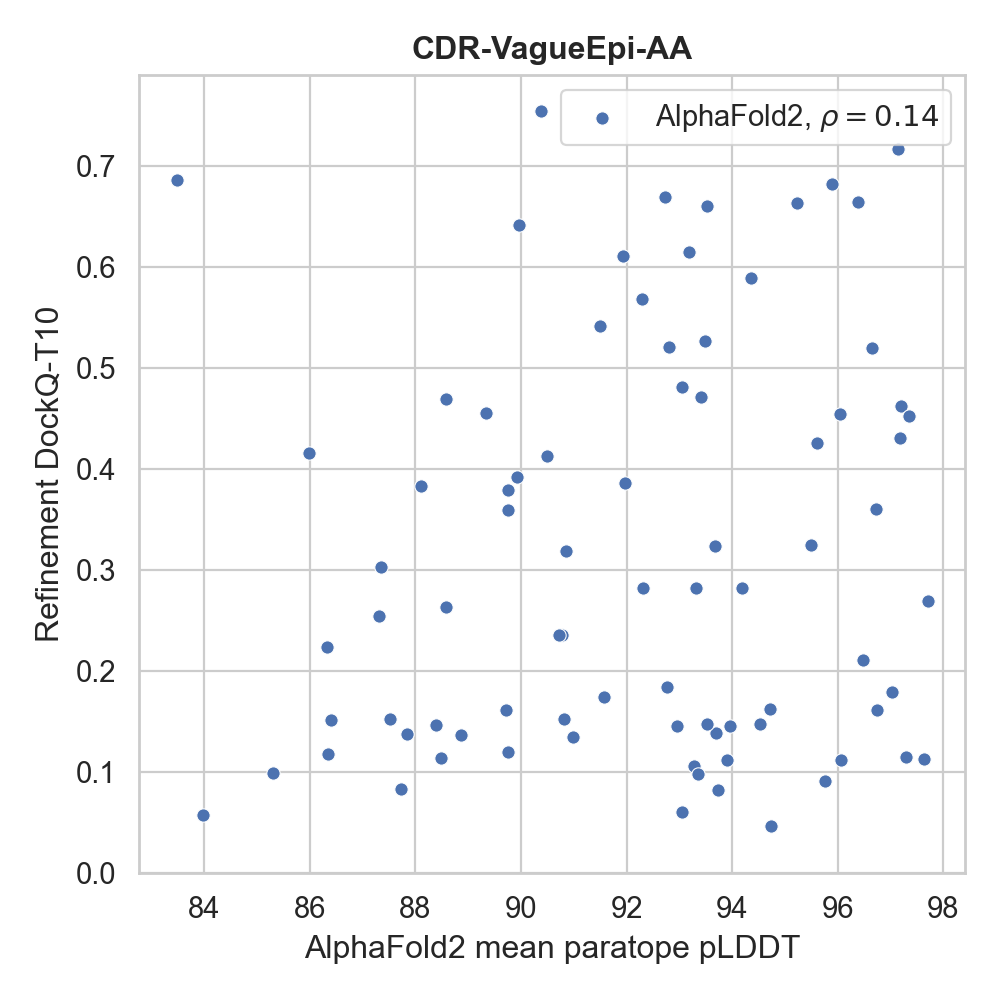 CDR-VagueEpi-AA
AlphaFold2, ρ = 0.14
0.7
0.6
0.5
0.4
0.3
0.2
0.1
0.0
Refinement DockQ-T10
84 86 88 90 92 94 96 98
AlphaFold2 mean paratope pLDDT